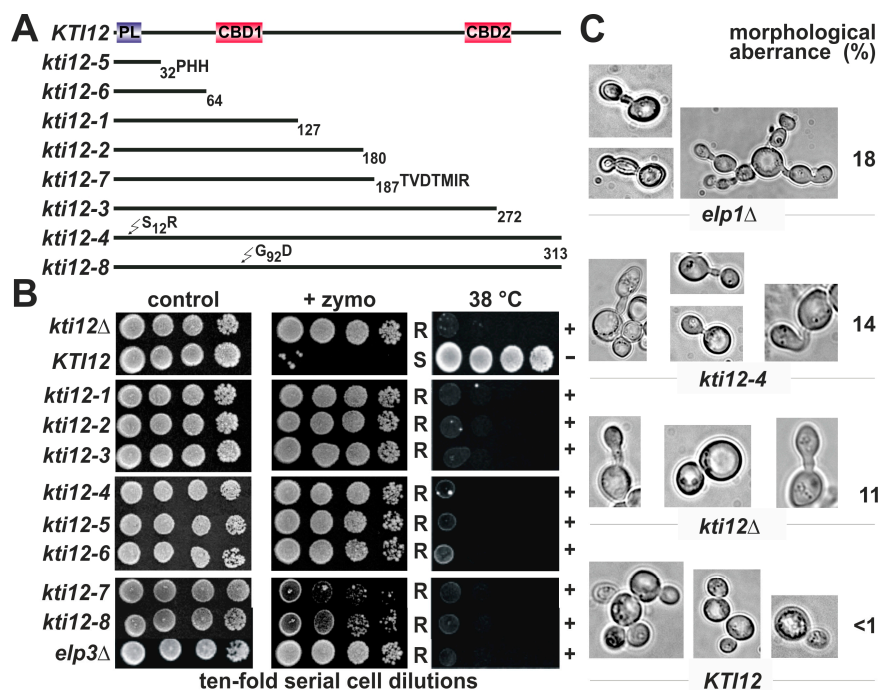 A
KTI12 PL CBD1 CBD2
kti12-5 32PHH
kti12-6 64
kti12-1 127
kti12-2 180
kti12-7 187TVDTMIR
kti12-3 272
kti12-4 S12R 313
kti12-8 G92D
B
control + zymo 38 °C
kti12Δ R +
KTI12 S −
kti12-1 R +
kti12-2 R +
kti12-3 R +
kti12-4 R +
kti12-5 R +
kti12-6 R +
kti12-7 R +
kti12-8 R +
elp3Δ R +
ten-fold serial cell dilutions
C
morphological
aberrance (%)
18
elp1Δ
14
kti12-4
11
kti12Δ
<1
KTI12